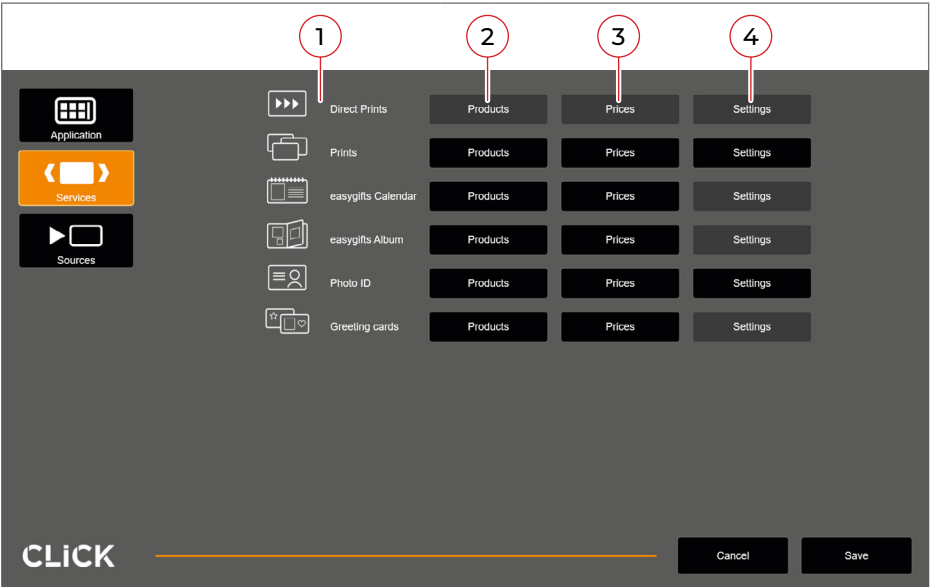 1 2 3 4
Application
Services
Sources
Direct Prints Products Prices Settings
Prints Products Prices Settings
easygifts Calendar Products Prices Settings
easygifts Album Products Prices Settings
Photo ID Products Prices Settings
Greeting cards Products Prices Settings
CLiCK
Cancel Save